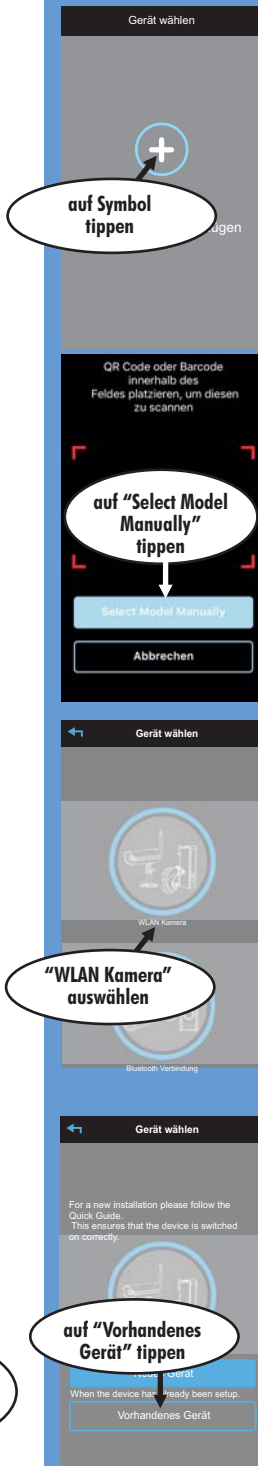 Gerät wählen
auf Symbol
tippen
QR Code oder Barcode
innerhalb des
Feldes platzieren, um diesen
zu scannen
auf “Select Model
Manually”
tippen
Select Model Manually
Abbrechen
Gerät wählen
WLAN Kamera
“WLAN Kamera”
auswählen
Bluetooth Verbindung
Gerät wählen
For a new installation please follow the
Quick Guide.
This ensures that the device is switched
on correctly.
auf “Vorhandenes
Gerät” tippen
Gerät
When the device has already been setup.
Vorhandenes Gerät